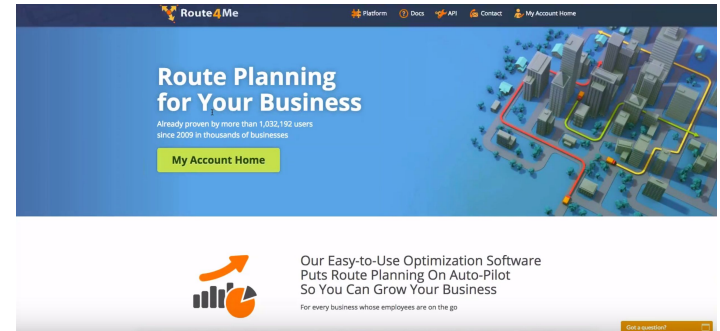 Route4Me
Platform
Docs
API
Contact
My Account Home
Route Planning
for Your Business
Already proven by more than 1,032,192 users
since 2009 in thousands of businesses
My Account Home
Our Easy-to-Use Optimization Software
Puts Route Planning On Auto-Pilot
So You Can Grow Your Business
For every business whose employees are on the go
Got a question?